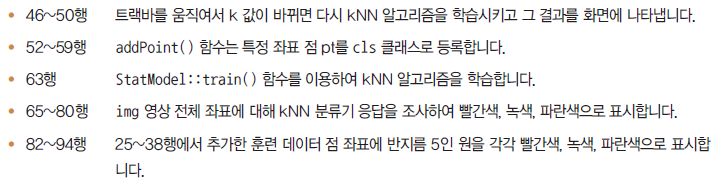 • 46~50행 트랙바를 움직여서 k 값이 바뀌면 다시 kNN 알고리즘을 학습시키고 그 결과를 화면에 나타냅니다.
• 52~59행 addPoint() 함수는 특정 좌표 점 pt를 cls 클래스로 등록합니다.
• 63행 StatModel::train() 함수를 이용하여 kNN 알고리즘을 학습합니다.
• 65~80행 img 영상 전체 좌표에 대해 kNN 분류기 응답을 조사하여 빨간색, 녹색, 파란색으로 표시합니다.
• 82~94행 25~38행에서 추가한 훈련 데이터 점 좌표에 반지름 5인 원을 각각 빨간색, 녹색, 파란색으로 표시합
니다.